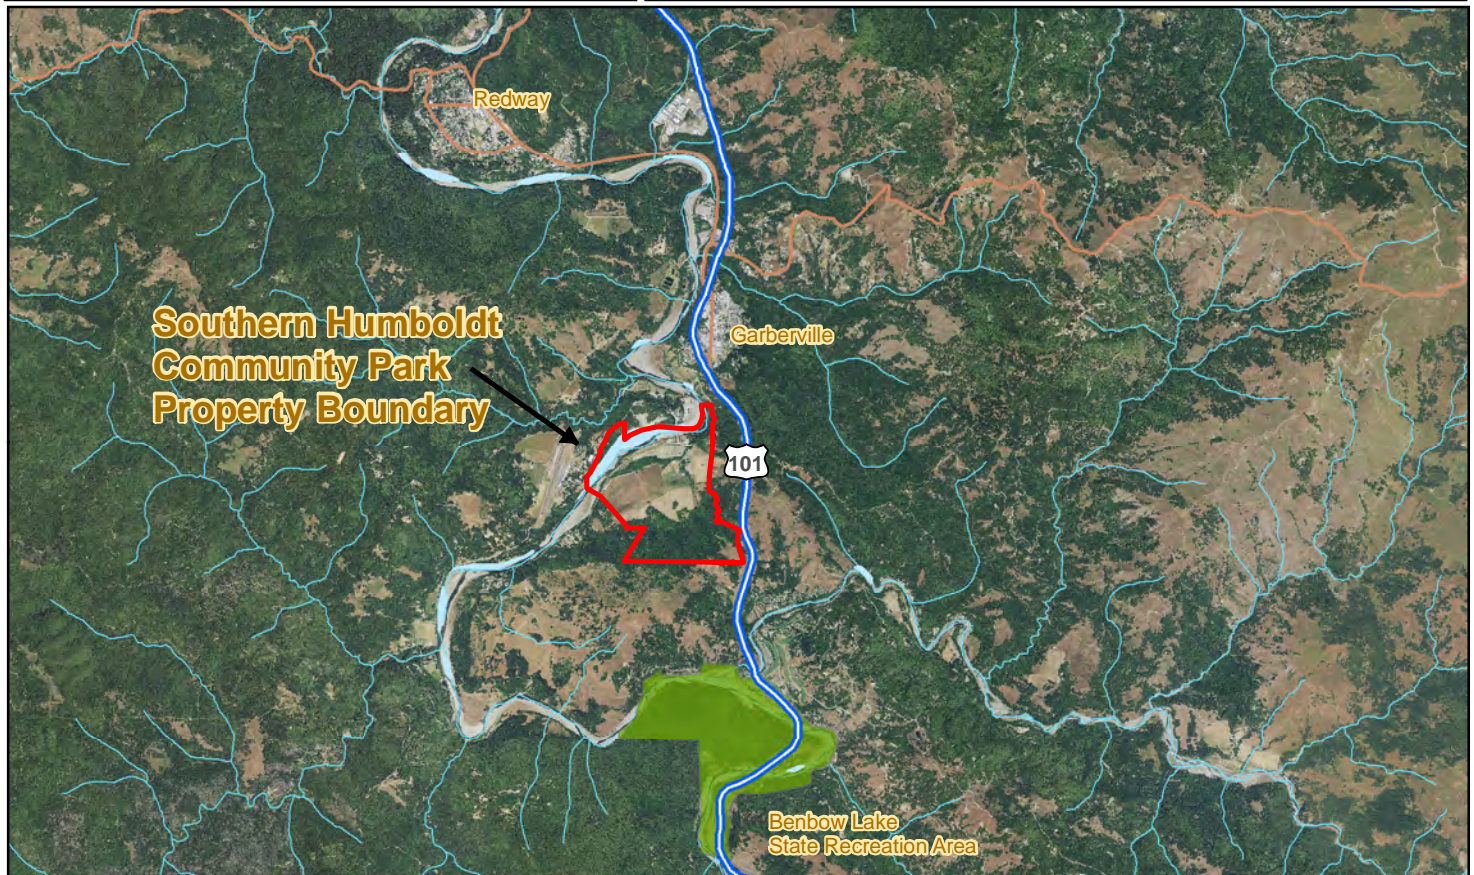 Redway
Southern Humboldt
Community Park
Property Boundary
Garberville
101
Benbow Lake
State Recreation Area